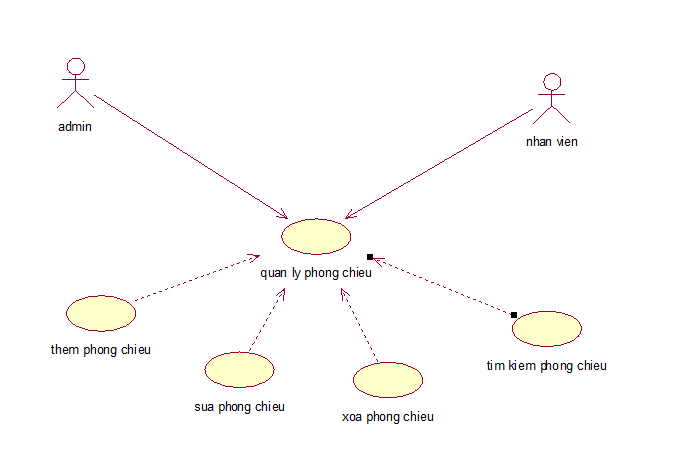 admin
nhan vien
quan ly phong chieu
them phong chieu
tim kiem phong chieu
sua phong chieu
xoa phong chieu